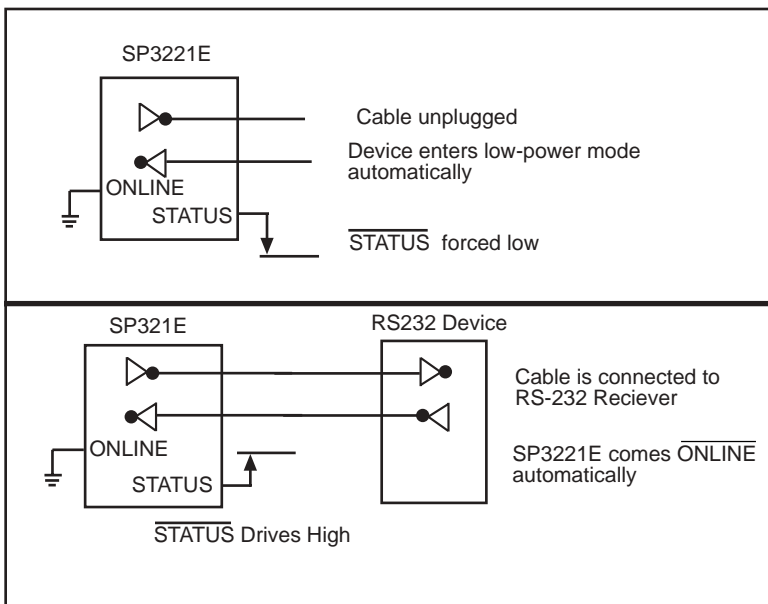 SP3221E
Cable unplugged
Device enters low-power mode
automatically
ONLINE
STATUS
STATUS forced low
SP321E
RS232 Device
Cable is connected to
RS-232 Reciever
ONLINE
SP3221E comes ONLINE
automatically
STATUS
STATUS Drives High